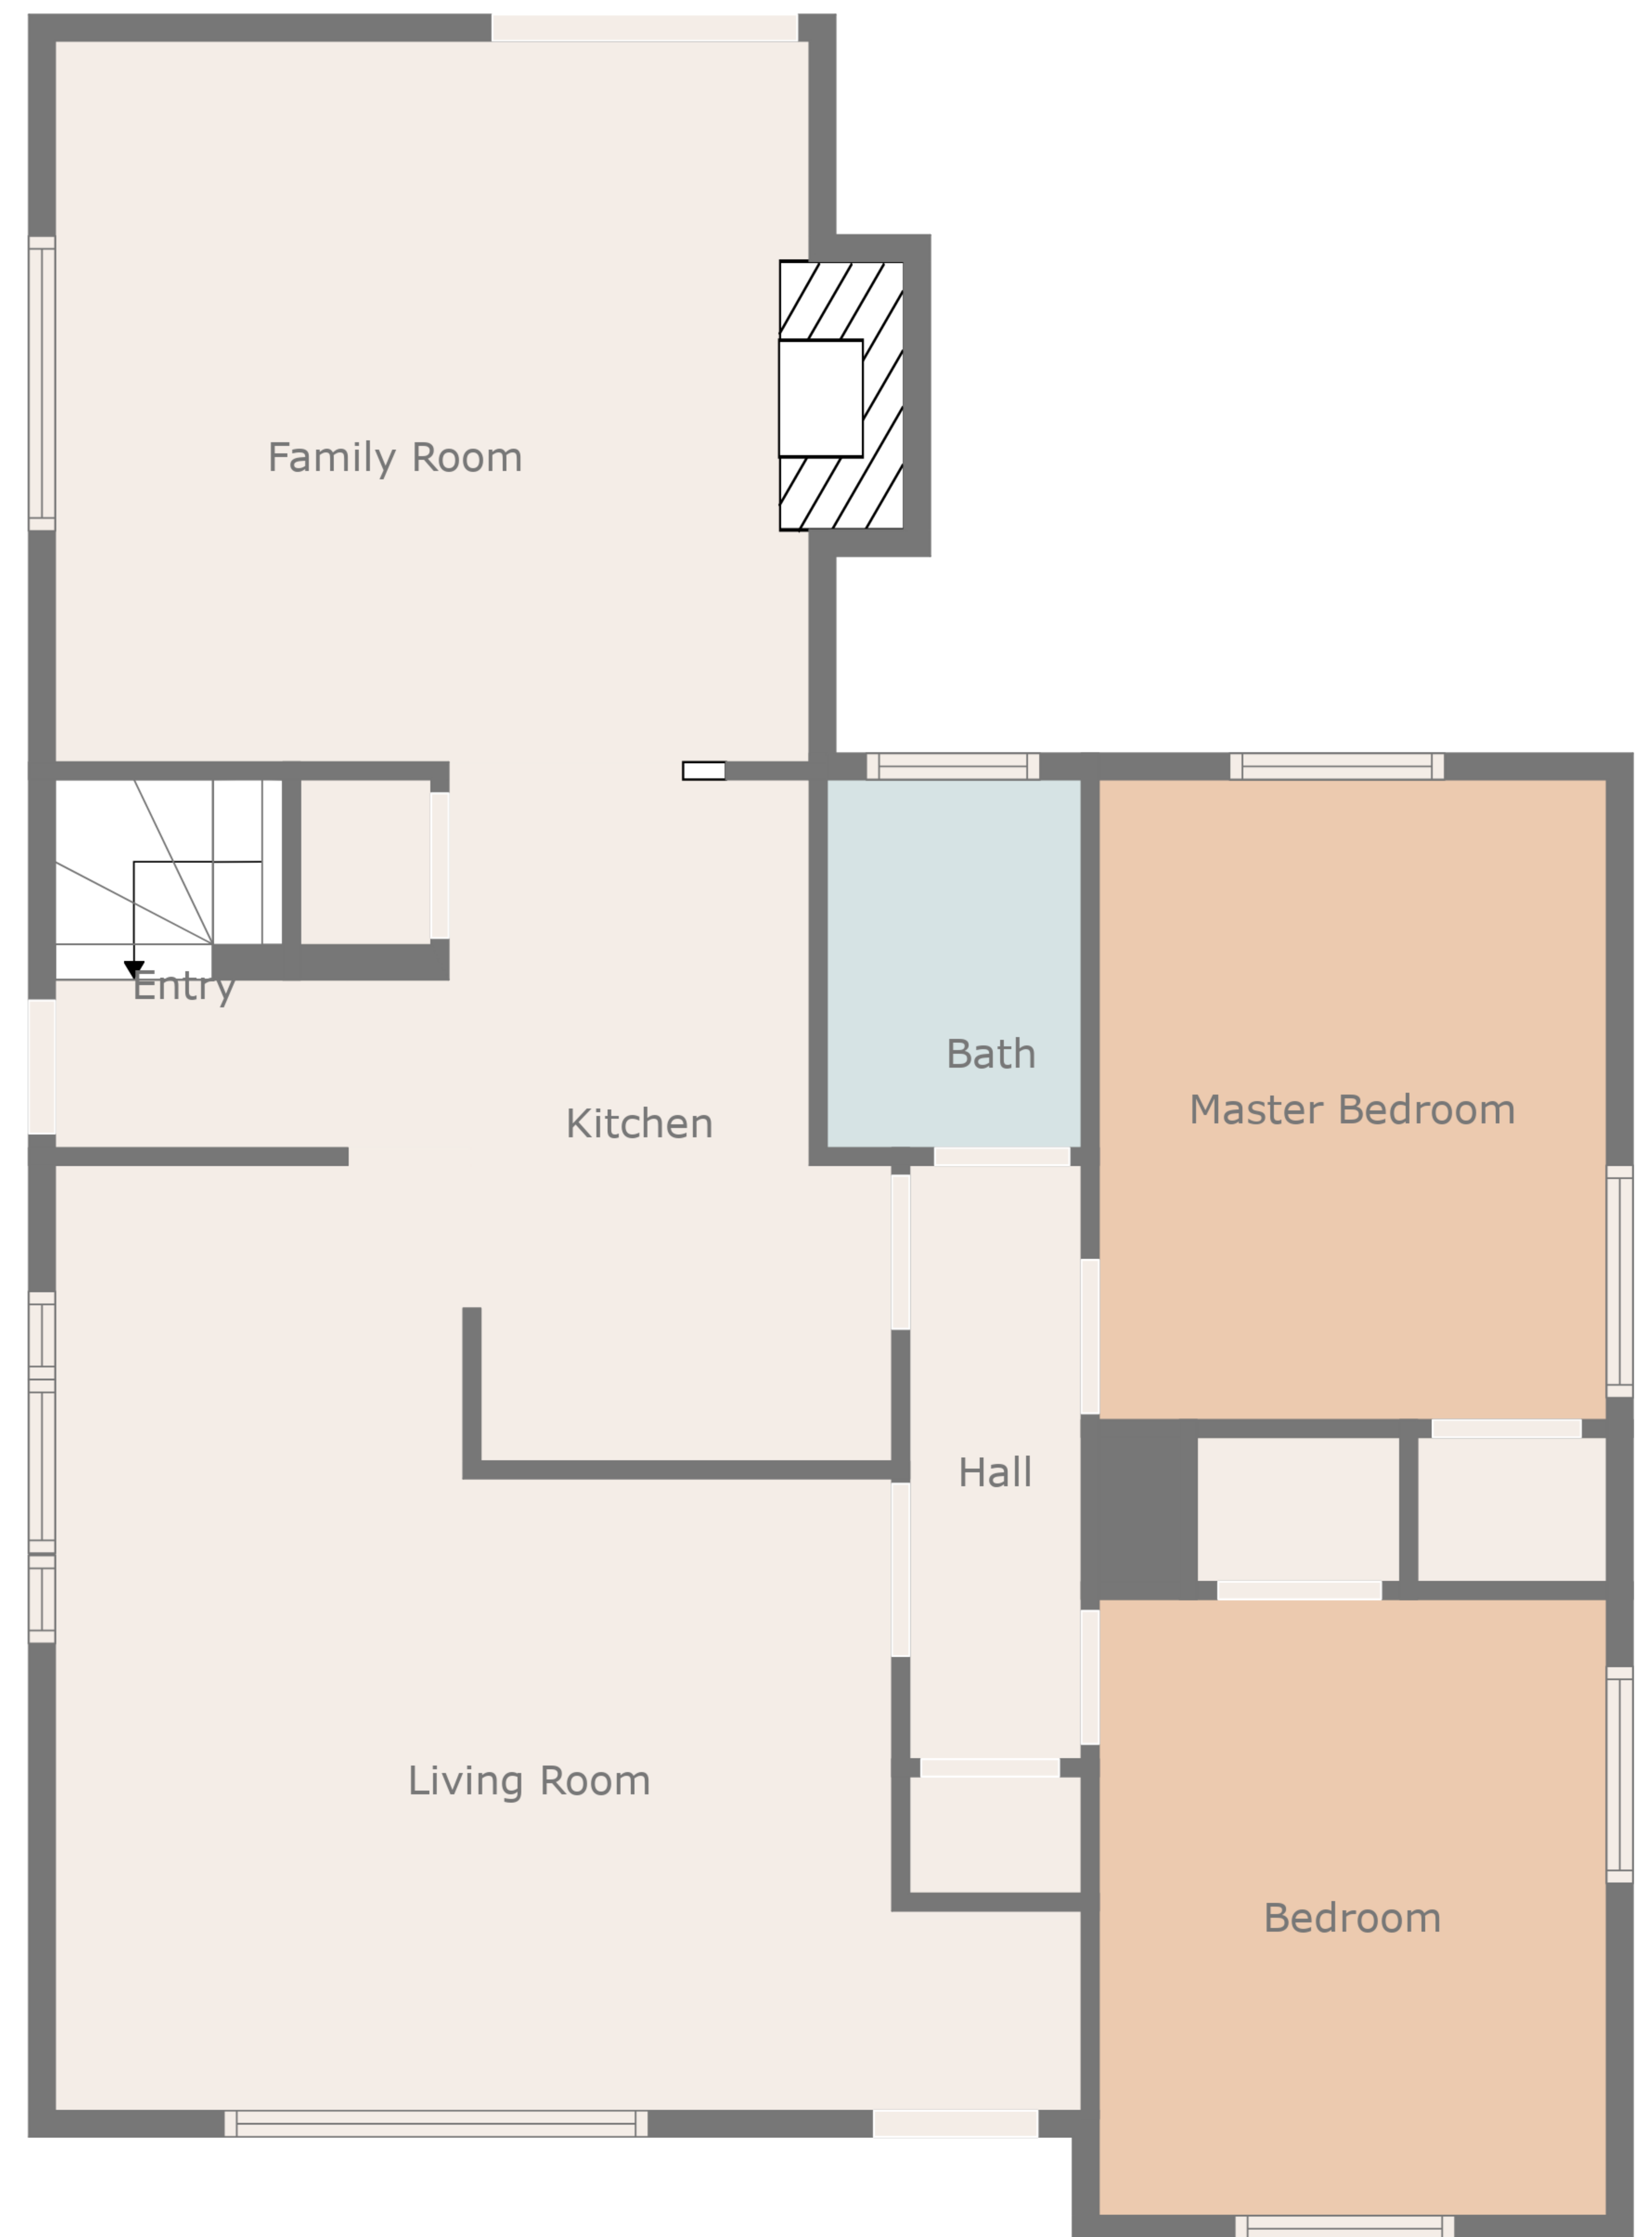 Family Room
Entry
Bath
Kitchen
Master Bedroom
Hall
Living Room
Bedroom